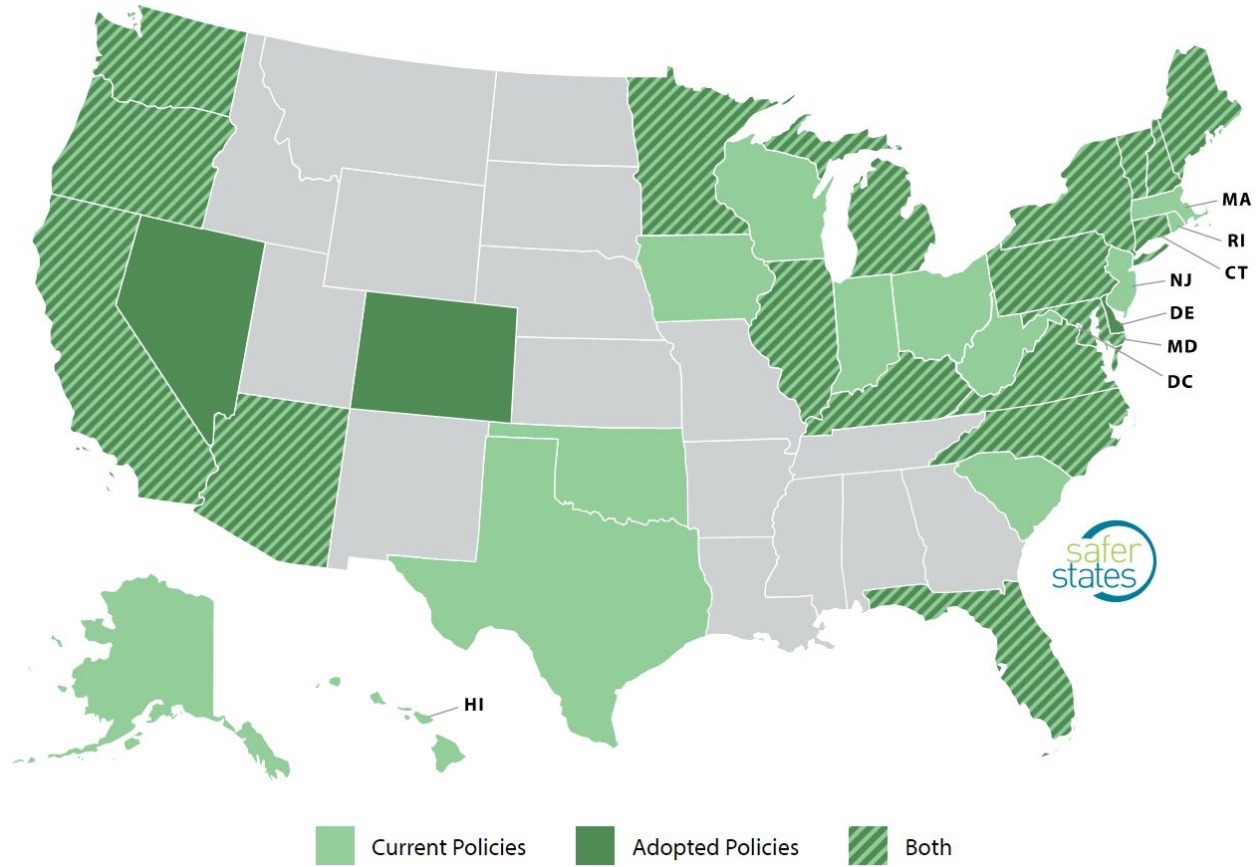 MA
RI
CT
NJ
DE
MD
DC
safer
states
HI
Current Policies
Adopted Policies
Both